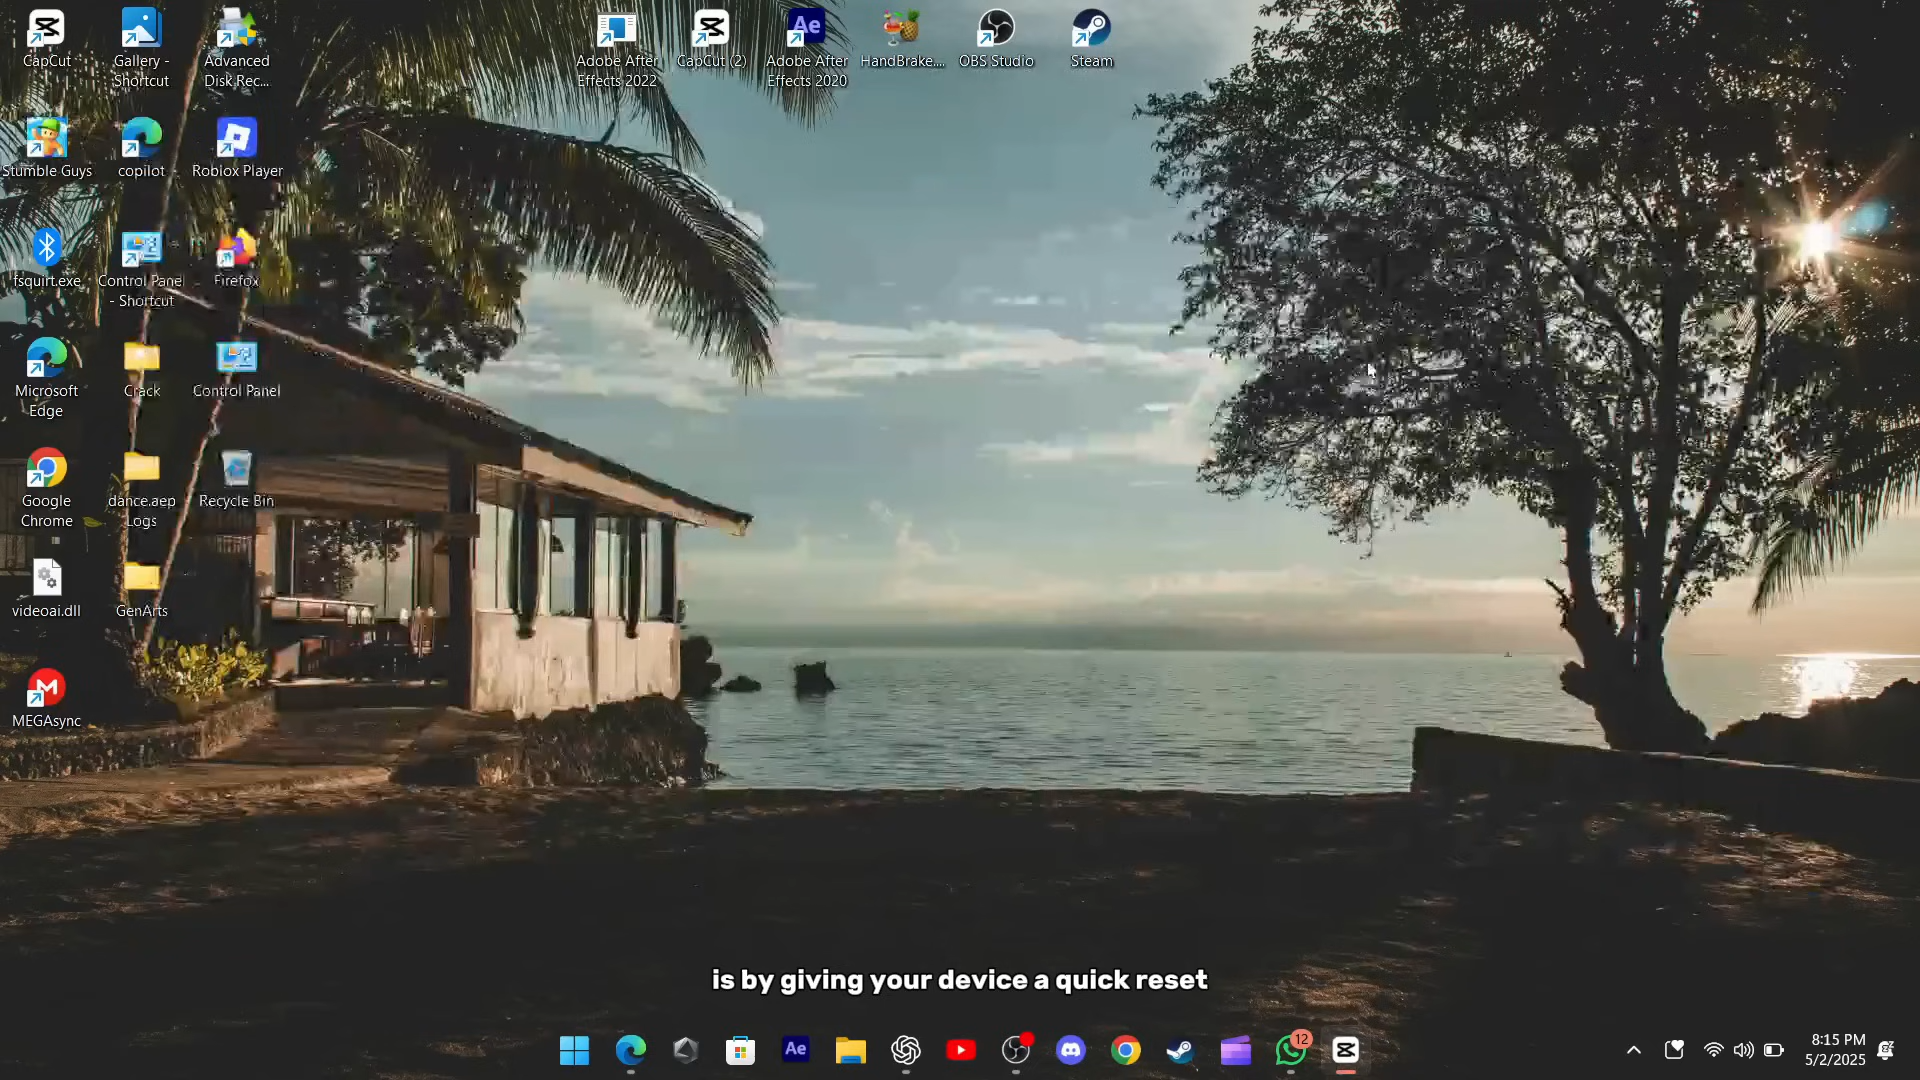 CapCut
Gallery -
Shortcut
Advanced
Disk Rec...
Adobe After
Effects 2022
CapCut (2)
Ae
Adobe After
Effects 2020
HandBrake....
OBS Studio
Steam
Stumble Guys
copilot
Roblox Player
fsquirt.exe
Control Panel
- Shortcut
Firefox
Microsoft
Edge
Crack
Control Panel
Google
Chrome
dance.aep
Logs
Recycle Bin
videoai.dll
GenArts
MEGAsync
is by giving your device a quick reset
Ae
12
8:15 PM
5/2/2025